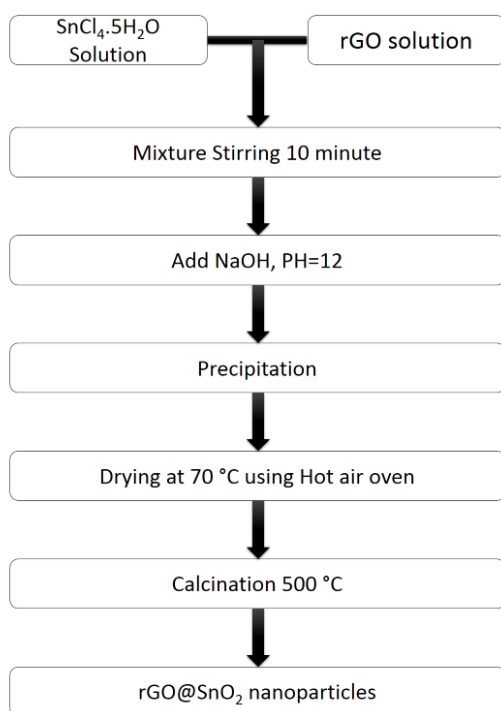 SnCl₄.5H₂O
Solution
rGO solution
Mixture Stirring 10 minute
Add NaOH, PH=12
Precipitation
Drying at 70 °C using Hot air oven
Calcination 500 °C
rGO@SnO₂ nanoparticles